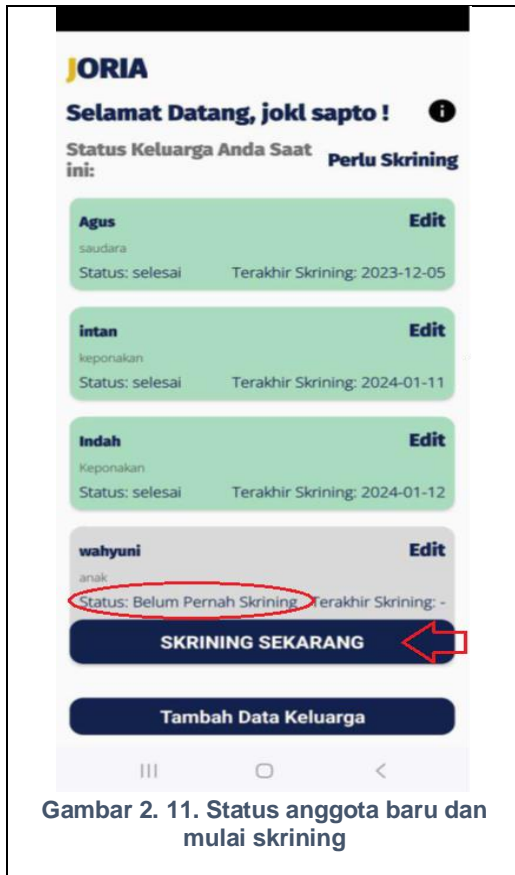 JORIA
Selamat Datang, jokl sapto !
Status Keluarga Anda Saat ini: Perlu Skrining
Agus Edit
saudara
Status: selesai Terakhir Skrining: 2023-12-05
intan Edit
keponakan
Status: selesai Terakhir Skrining: 2024-01-11
Indah Edit
Keponakan
Status: selesai Terakhir Skrining: 2024-01-12
wahyuni Edit
anak
Status: Belum Pernah Skrining Terakhir Skrining: -
SKRINING SEKARANG
Tambah Data Keluarga
Gambar 2. 11. Status anggota baru dan
mulai skrining